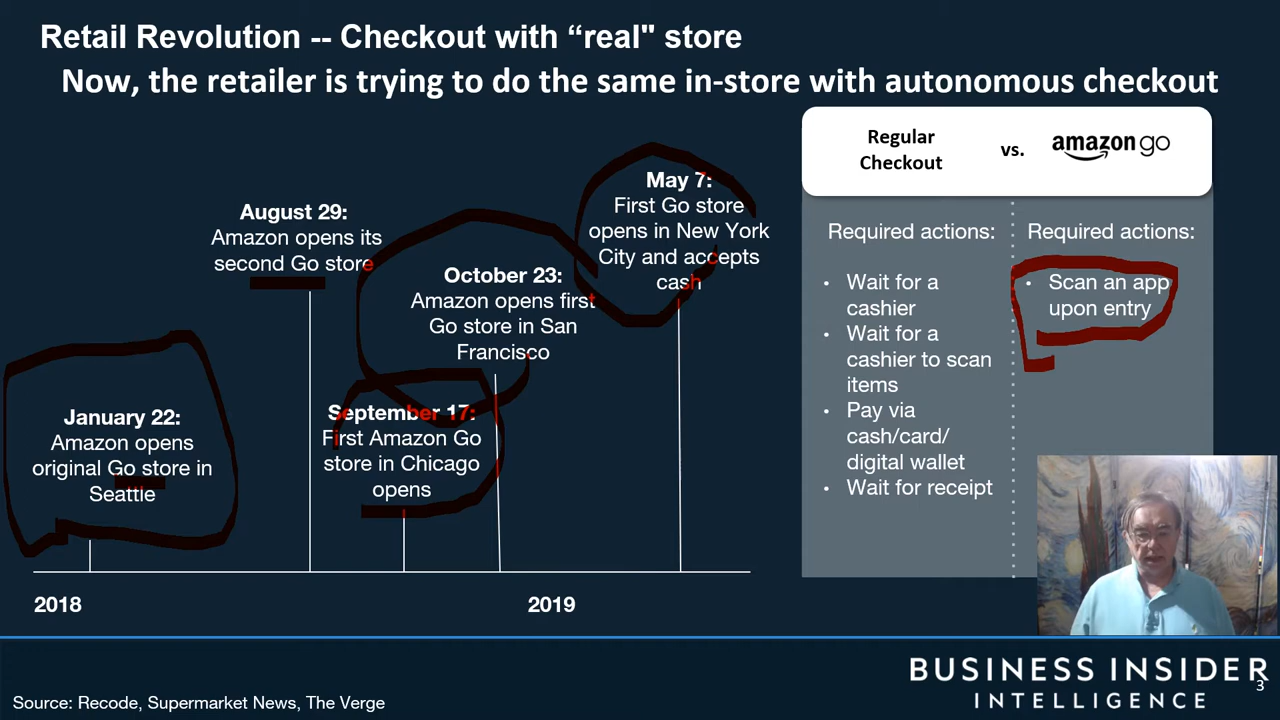 Retail Revolution -- Checkout with “real" store
Now, the retailer is trying to do the same in-store with autonomous checkout
January 22:
Amazon opens
original Go store in
Seattle
August 29:
Amazon opens its
second Go store
September 17:
First Amazon Go
store in Chicago
opens
October 23:
Amazon opens first
Go store in San
Francisco
May 7:
First Go store
opens in New York
City and accepts
cash
2018
2019
Regular
Checkout
vs.
amazon go
Required actions:
• Wait for a
cashier
• Wait for a
cashier to scan
items
• Pay via
cash/card/
digital wallet
• Wait for receipt
Required actions:
• Scan an app
upon entry
Source: Recode, Supermarket News, The Verge
BUSINESS INSIDER
INTELLIGENCE
3